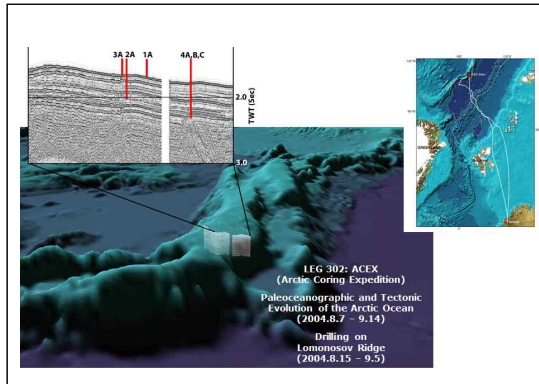 3A 2A 1A 4A,B,C
2.0
TWT (Sec)
3.0
LEG 302: ACEX
(Arctic Coring Expedition)
Paleoceanographic and Tectonic
Evolution of the Arctic Ocean
(2004.8.7 – 9.14)
Drilling on
Lomonosov Ridge
(2004.8.15 – 9.5)